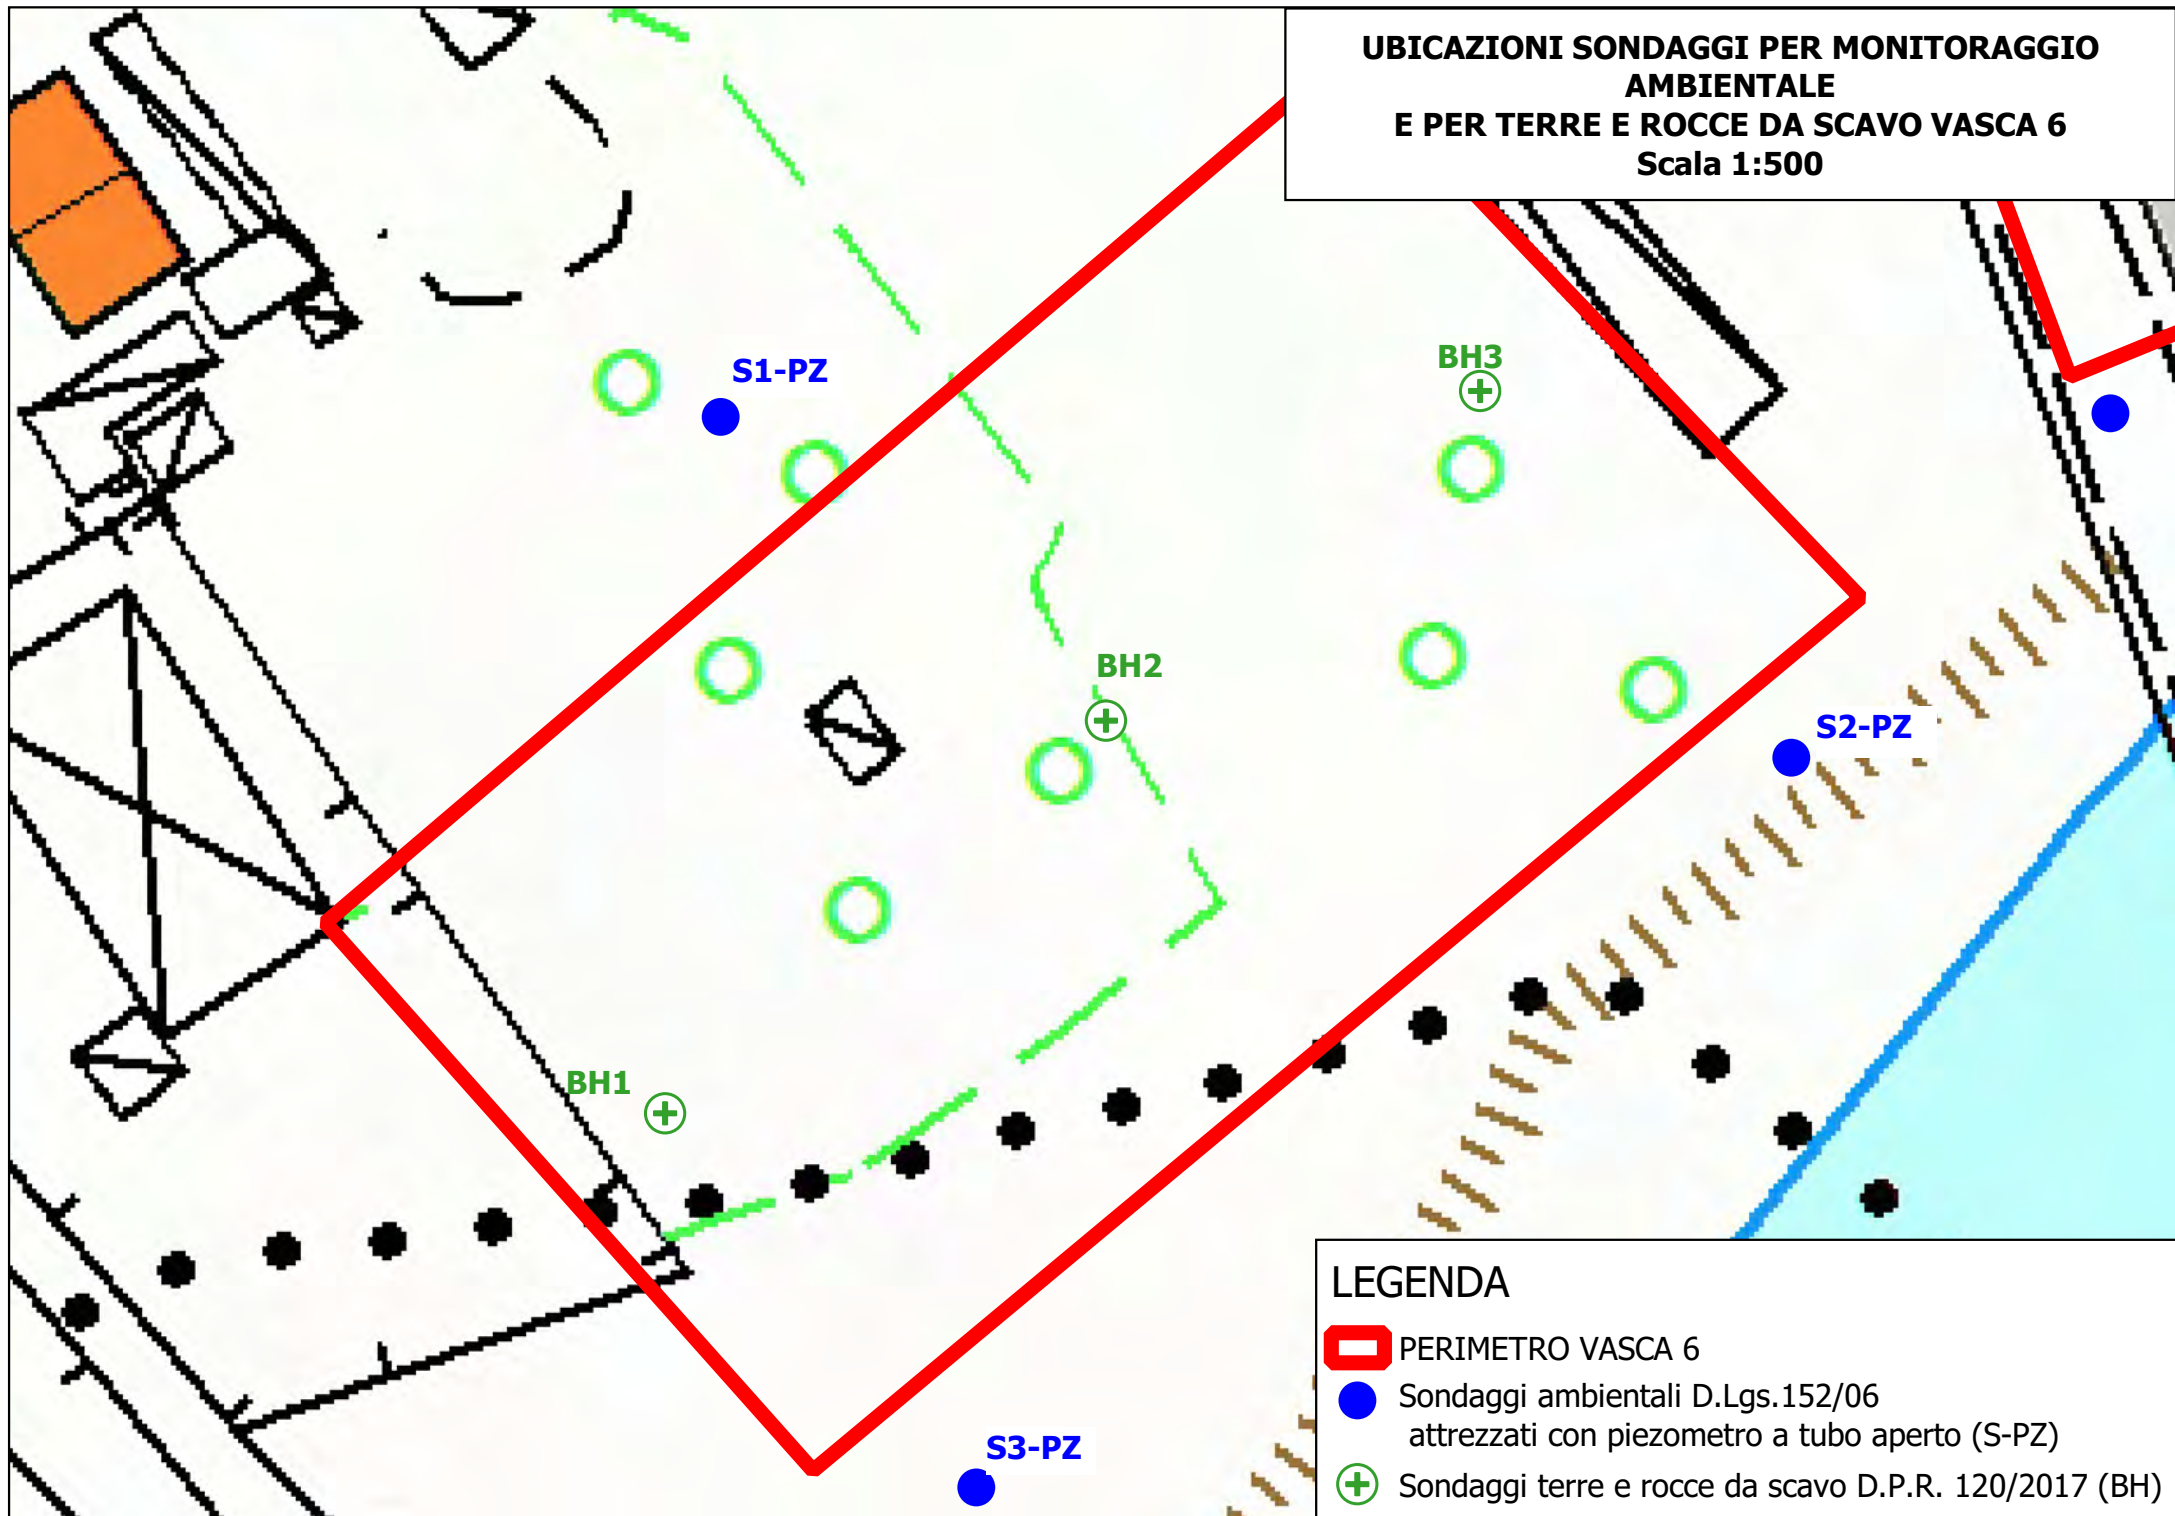 UBICAZIONI SONDAGGI PER MONITORAGGIO
AMBIENTALE
E PER TERRE E ROCCE DA SCAVO VASCA 6
Scala 1:500
S1-PZ
BH3
BH2
S2-PZ
BH1
S3-PZ
LEGENDA
PERIMETRO VASCA 6
Sondaggi ambientali D.Lgs.152/06
attrezzati con piezometro a tubo aperto (S-PZ)
Sondaggi terre e rocce da scavo D.P.R. 120/2017 (BH)